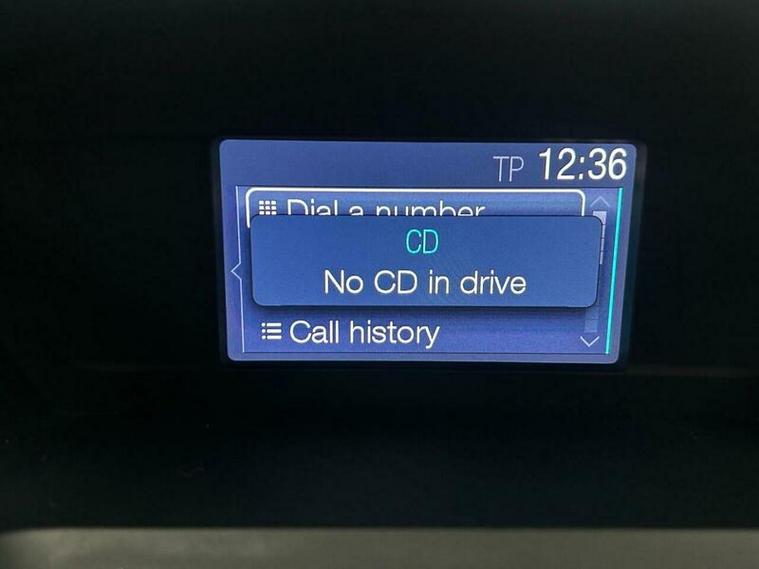 TP 12:36
Dial a number
CD
No CD in drive
Call history